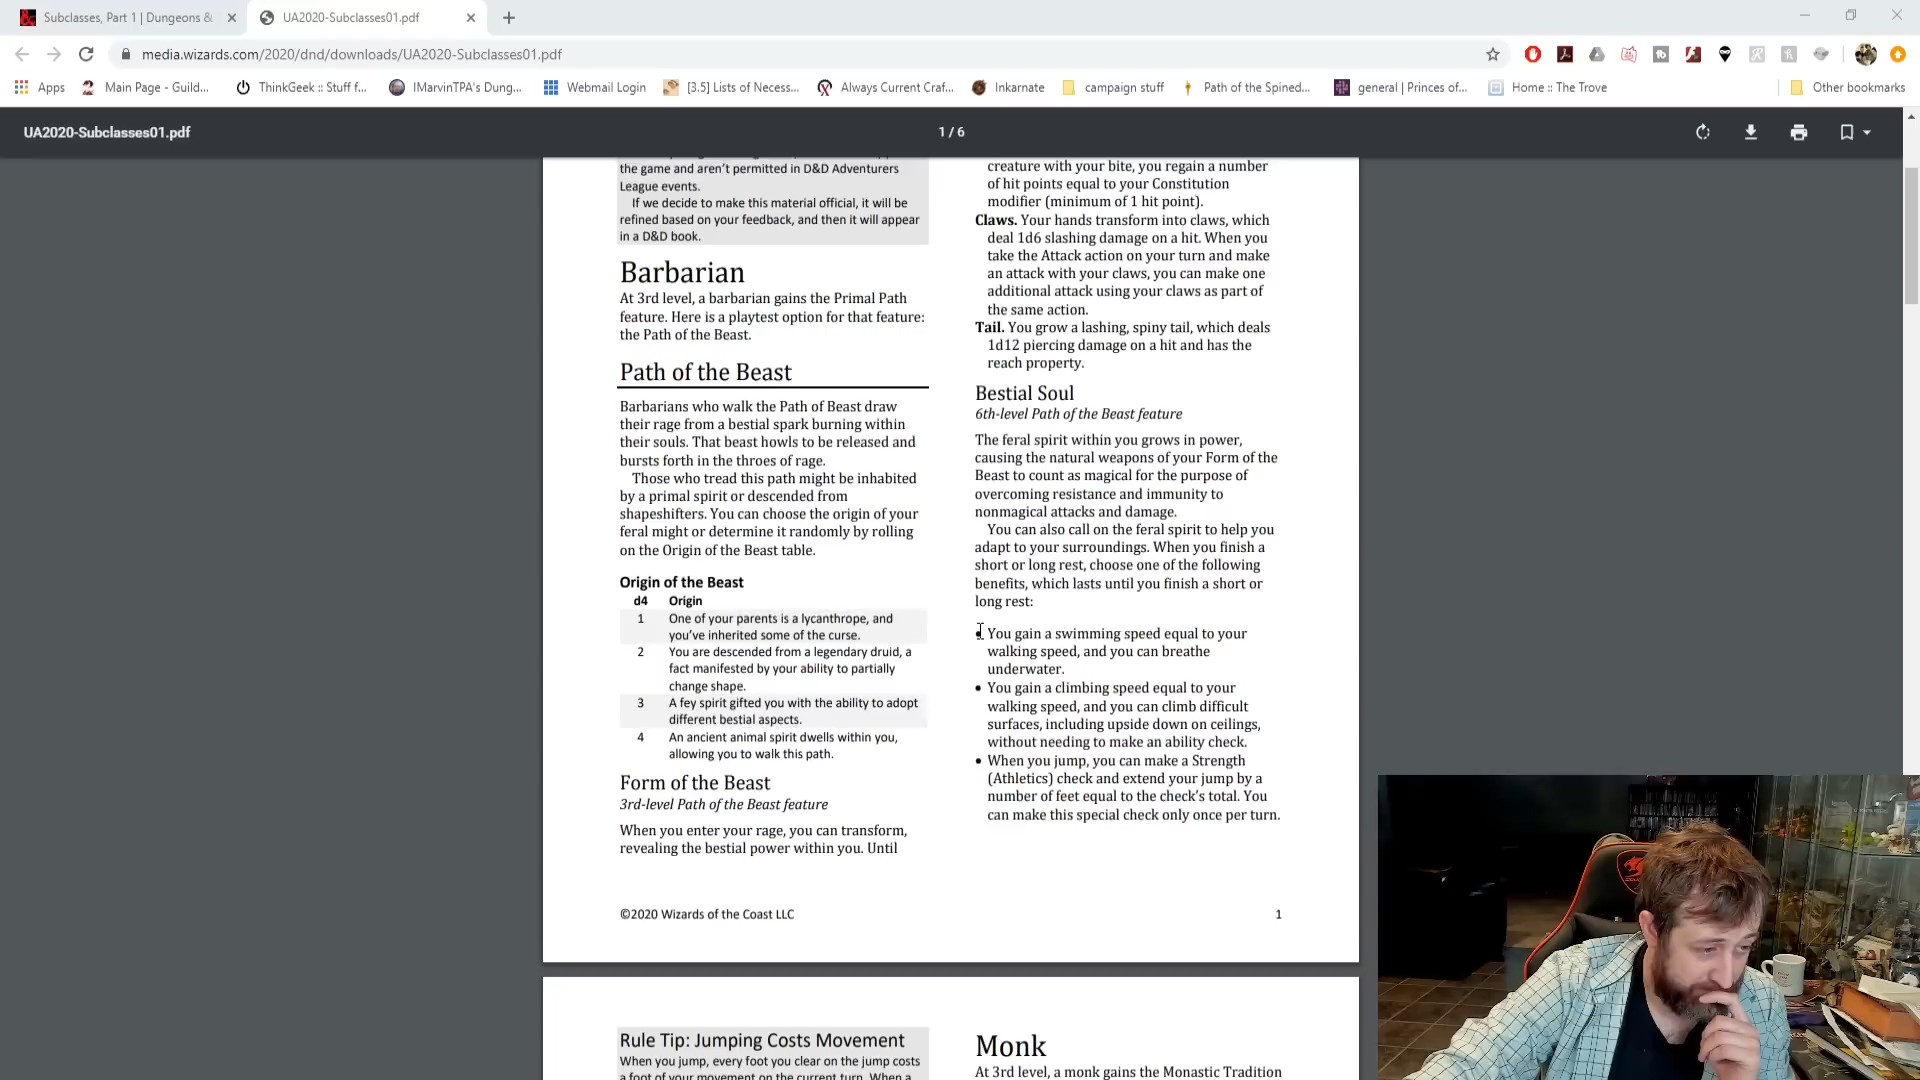 Subclasses, Part 1 | Dungeons &
UA2020-Subclasses01.pdf
media.wizards.com/2020/dnd/downloads/UA2020-Subclasses01.pdf
Apps
Main Page - Guild...
ThinkGeek :: Stuff f...
IMarvinTPA's Dung...
Webmail Login
[3.5] Lists of Necess...
Always Current Craf...
Inkarnate
campaign stuff
Path of the Spined...
general | Princes of...
Home :: The Trove
Other bookmarks
UA2020-Subclasses01.pdf
1 / 6
the game and aren't permitted in D&D Adventurers
League events.
If we decide to make this material official, it will be
refined based on your feedback, and then it will appear
in a D&D book.
Barbarian
At 3rd level, a barbarian gains the Primal Path
feature. Here is a playtest option for that feature:
the Path of the Beast.
Path of the Beast
Barbarians who walk the Path of Beast draw
their rage from a bestial spark burning within
their souls. That beast howls to be released and
bursts forth in the throes of rage.
Those who tread this path might be inhabited
by a primal spirit or descended from
shapeshifters. You can choose the origin of your
feral might or determine it randomly by rolling
on the Origin of the Beast table.
Origin of the Beast
d4 Origin
1 One of your parents is a lycanthrope, and
you've inherited some of the curse.
2 You are descended from a legendary druid, a
fact manifested by your ability to partially
change shape.
3 A fey spirit gifted you with the ability to adopt
different bestial aspects.
4 An ancient animal spirit dwells within you,
allowing you to walk this path.
Form of the Beast
3rd-level Path of the Beast feature
When you enter your rage, you can transform,
revealing the bestial power within you. Until
creature with your bite, you regain a number
of hit points equal to your Constitution
modifier (minimum of 1 hit point).
Claws. Your hands transform into claws, which
deal 1d6 slashing damage on a hit. When you
take the Attack action on your turn and make
an attack with your claws, you can make one
additional attack using your claws as part of
the same action.
Tail. You grow a lashing, spiny tail, which deals
1d12 piercing damage on a hit and has the
reach property.
Bestial Soul
6th-level Path of the Beast feature
The feral spirit within you grows in power,
causing the natural weapons of your Form of the
Beast to count as magical for the purpose of
overcoming resistance and immunity to
nonmagical attacks and damage.
You can also call on the feral spirit to help you
adapt to your surroundings. When you finish a
short or long rest, choose one of the following
benefits, which lasts until you finish a short or
long rest:
• You gain a swimming speed equal to your
walking speed, and you can breathe
underwater.
• You gain a climbing speed equal to your
walking speed, and you can climb difficult
surfaces, including upside down on ceilings,
without needing to make an ability check.
• When you jump, you can make a Strength
(Athletics) check and extend your jump by a
number of feet equal to the check's total. You
can make this special check only once per turn.
©2020 Wizards of the Coast LLC
1
Rule Tip: Jumping Costs Movement
When you jump, every foot you clear on the jump costs
a foot of your movement on the current turn. When a
Monk
At 3rd level, a monk gains the Monastic Tradition